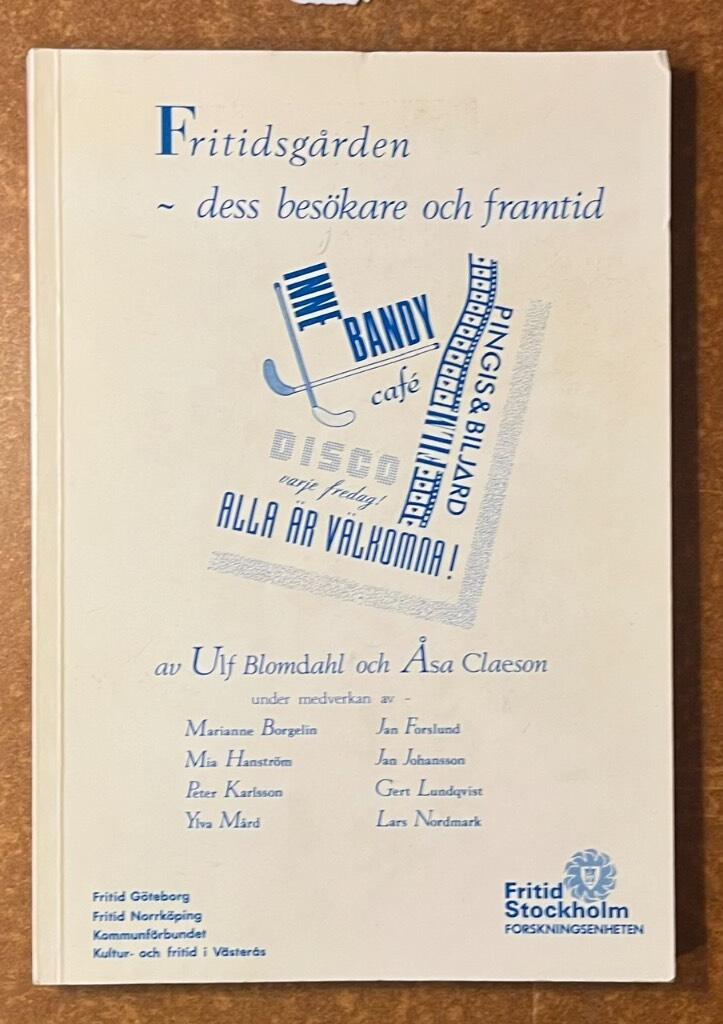 Fritidsgården
~ dess besökare och framtid
INNE
BANDY
café
PINGIS & BILJARD
FILM
DISCO
varje fredag!
ALLA ÄR VÄLKOMNA!
av Ulf Blomdahl och Åsa Claeson
under medverkan av -
Marianne Borgelin
Mia Hanström
Peter Karlsson
Ylva Mård
Jan Forslund
Jan Johansson
Gert Lundqvist
Lars Nordmark
Fritid Göteborg
Fritid Norrköping
Kommunförbundet
Kultur- och fritid i Västerås
Fritid
Stockholm
FORSKNINGSENHETEN